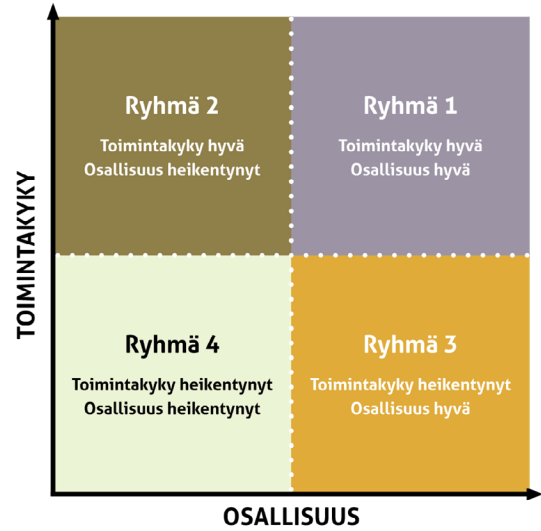 TOIMINTAKYKY
Ryhmä 2
Toimintakyky hyvä
Osallisuus heikentynyt
Ryhmä 1
Toimintakyky hyvä
Osallisuus hyvä
Ryhmä 4
Toimintakyky heikentynyt
Osallisuus heikentynyt
Ryhmä 3
Toimintakyky heikentynyt
Osallisuus hyvä
OSALLISUUS